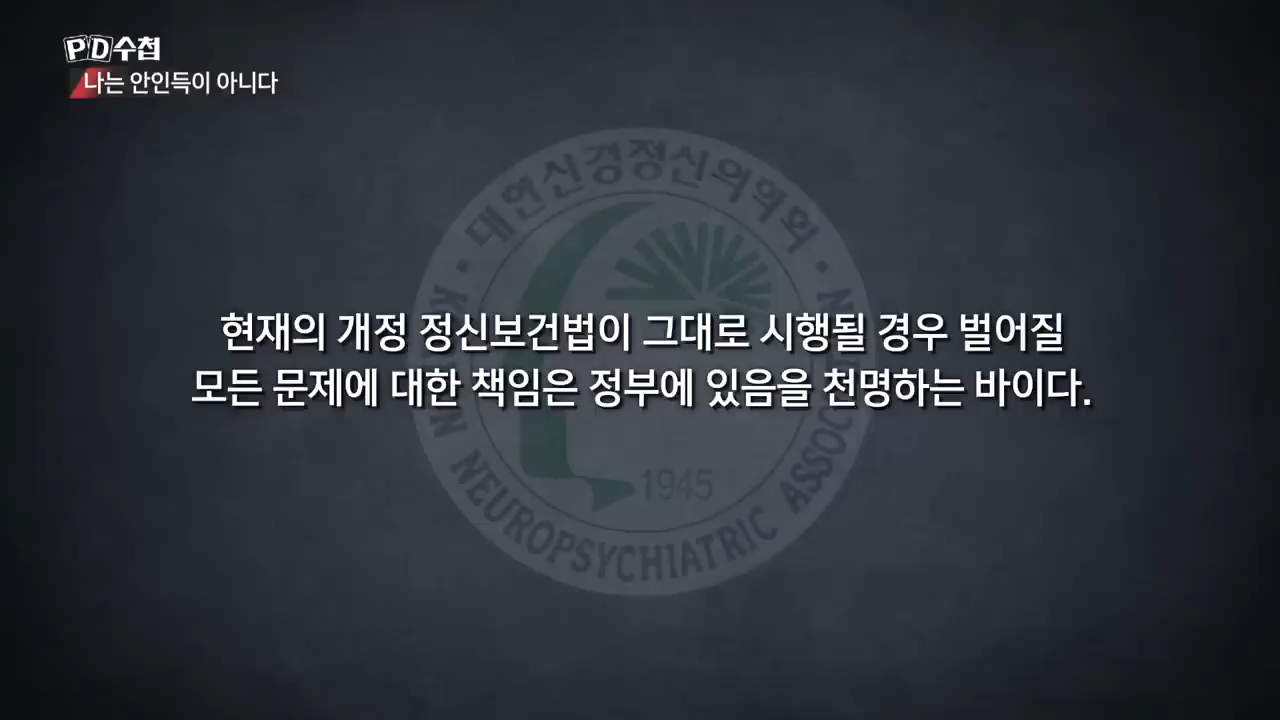 PD수첩
나는 안인득이 아니다
대한신경정신의학회
현재의 개정 정신보건법이 그대로 시행될 경우 벌어질
모든 문제에 대한 책임은 정부에 있음을 천명하는 바이다.
1945
NEUROPSYCHIATRIC